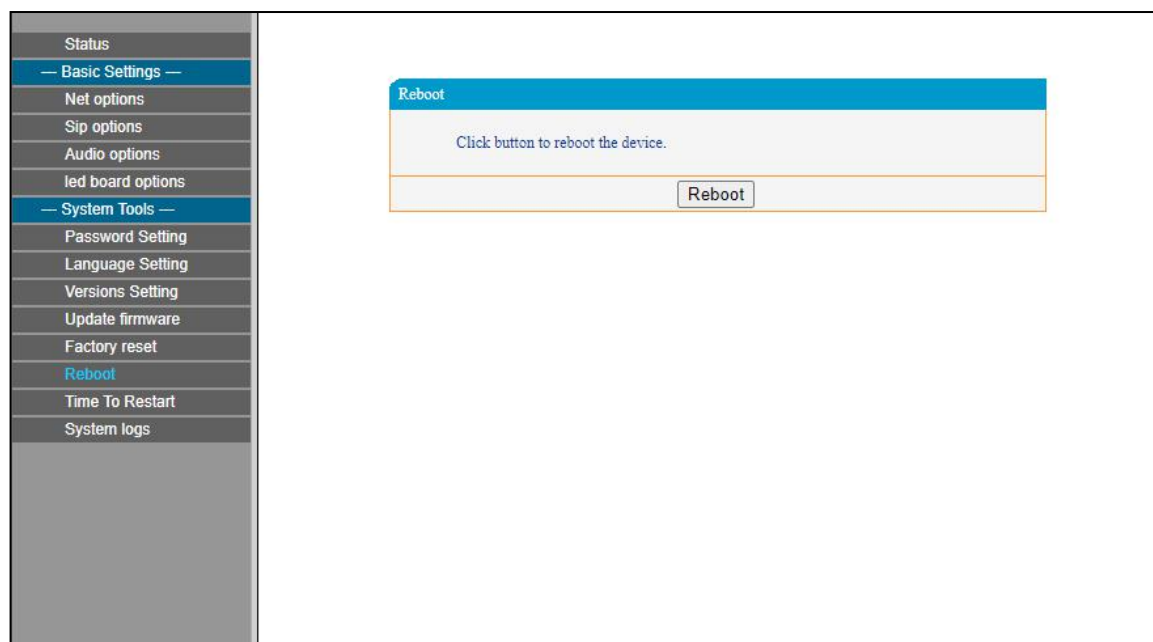 Status
— Basic Settings —
Net options
Sip options
Audio options
led board options
— System Tools —
Password Setting
Language Setting
Versions Setting
Update firmware
Factory reset
Reboot
Time To Restart
System logs
Reboot
Click button to reboot the device.
Reboot